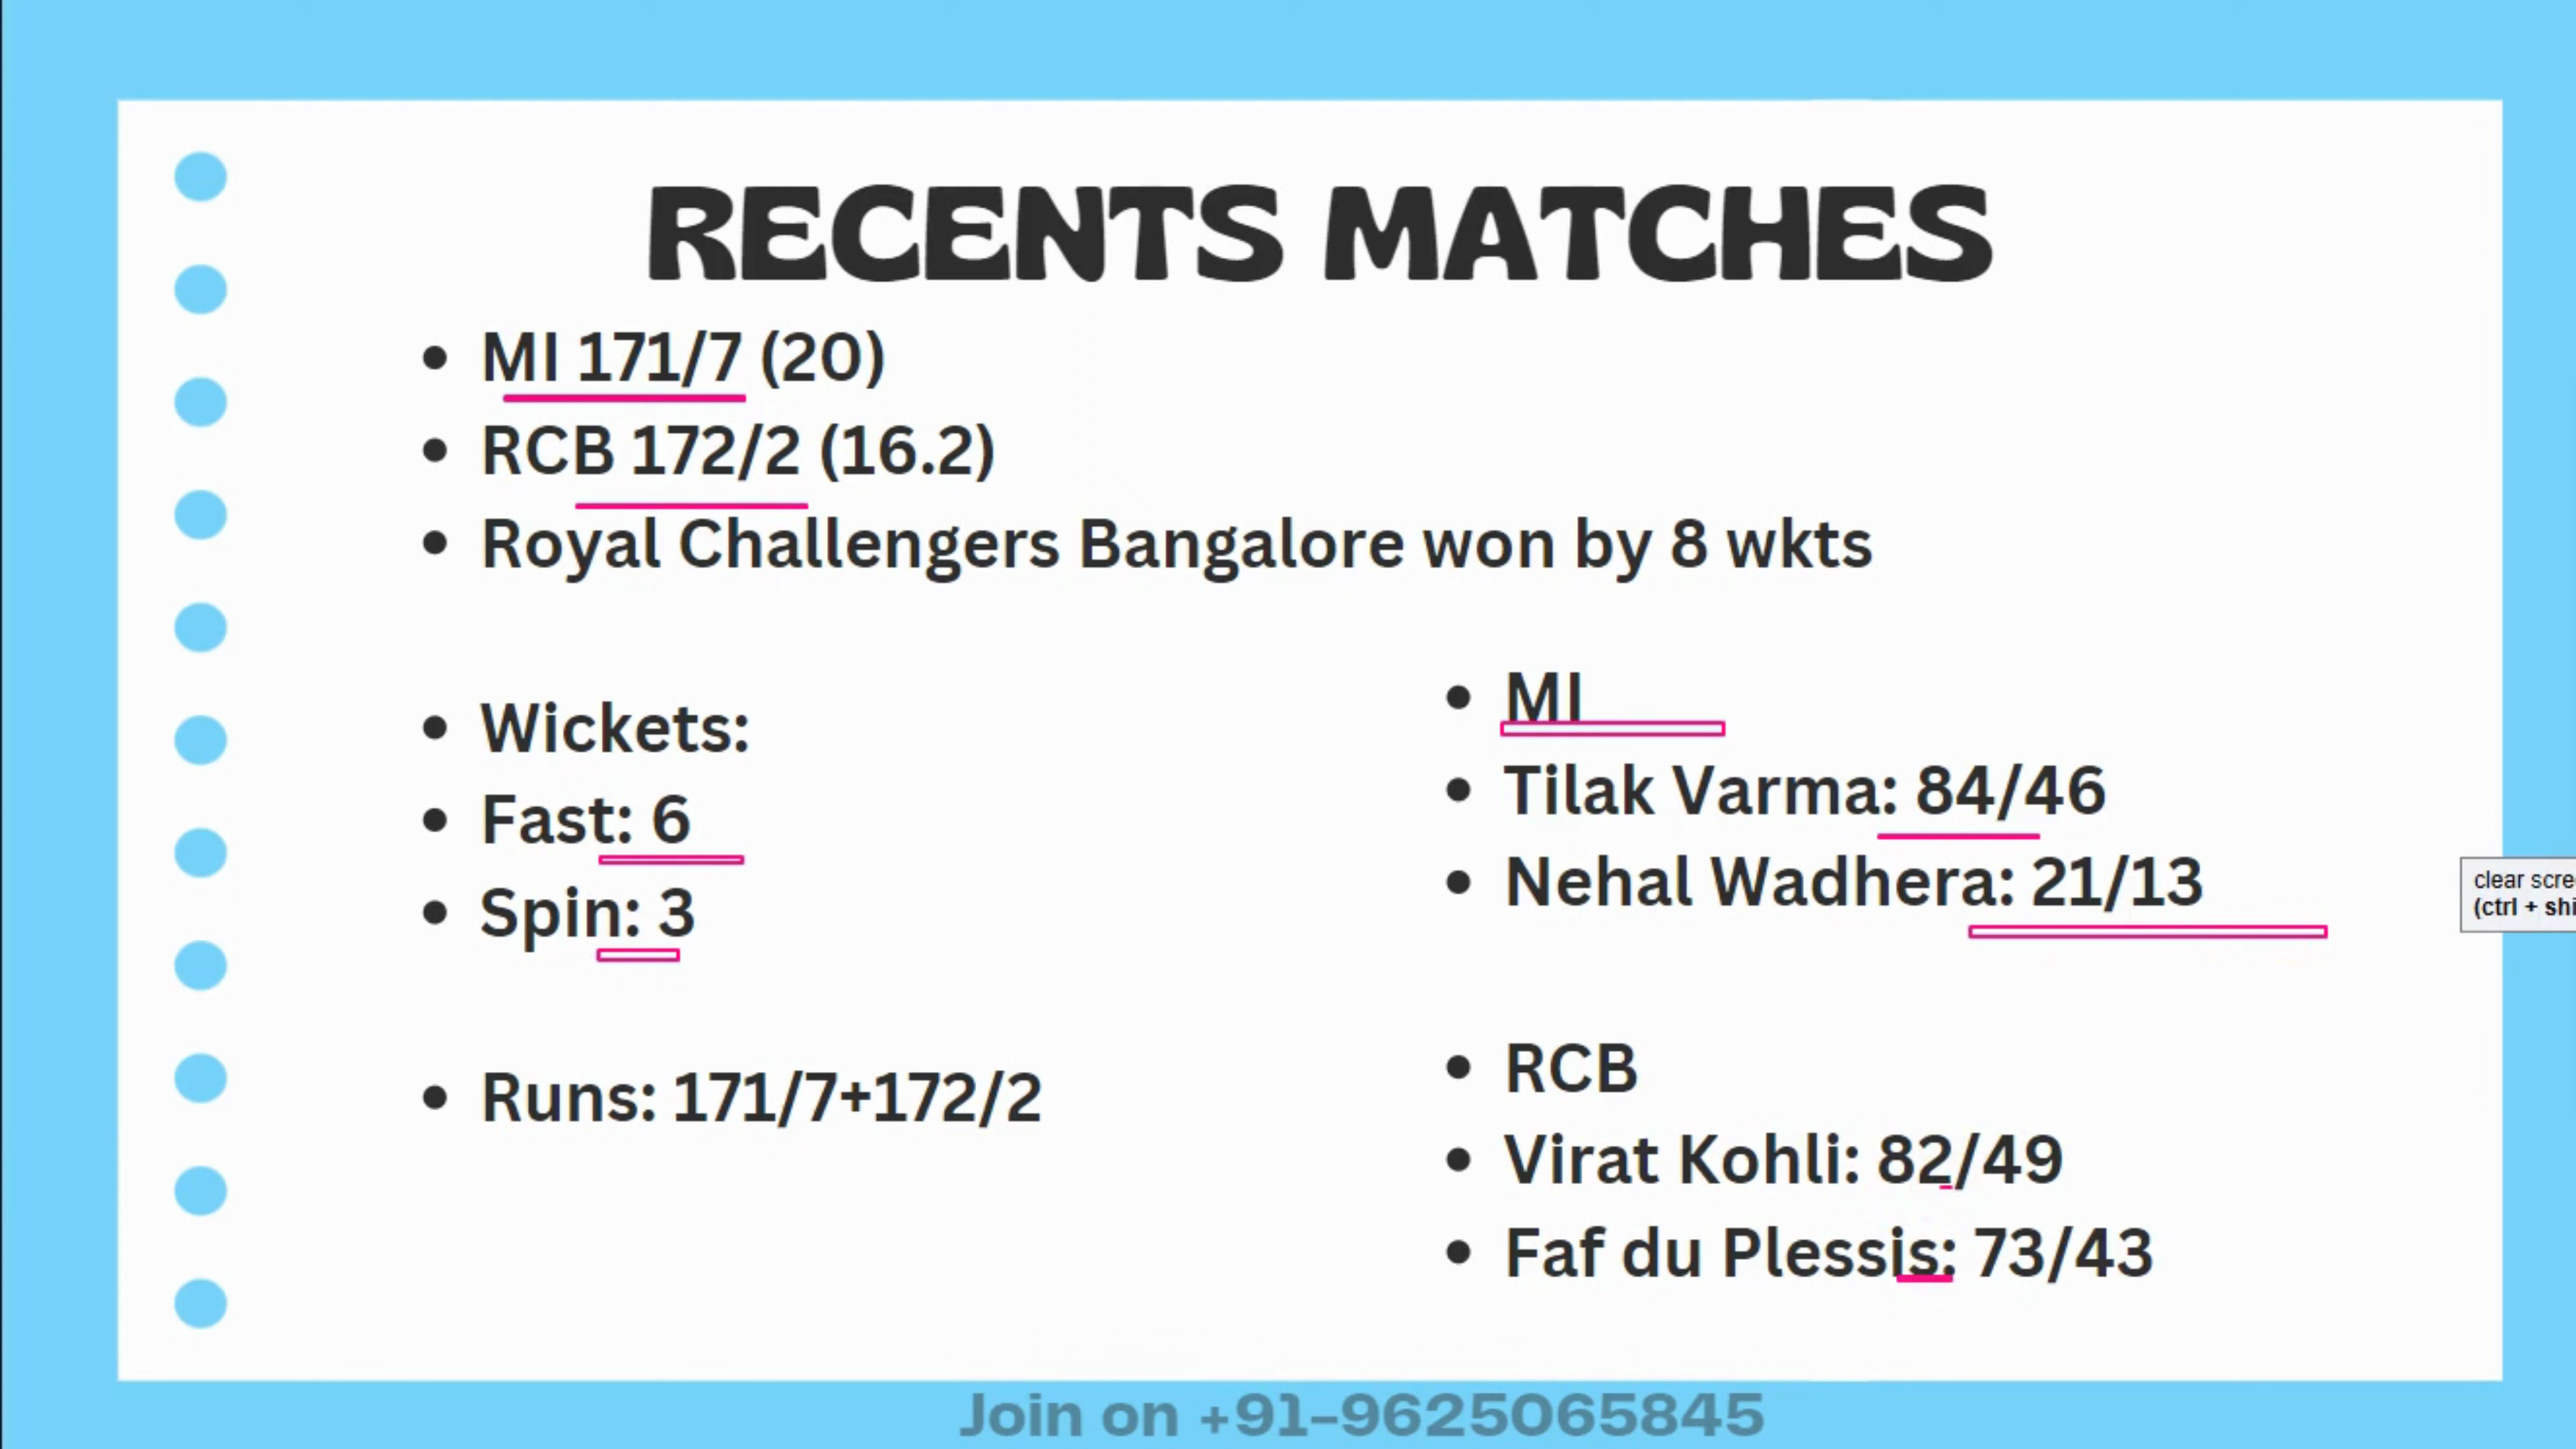 RECENTS MATCHES
• MI 171/7 (20)
• RCB 172/2 (16.2)
• Royal Challengers Bangalore won by 8 wkts
• Wickets:
• Fast: 6
• Spin: 3
• Runs: 171/7+172/2
• MI
• Tilak Varma: 84/46
• Nehal Wadhera: 21/13
• RCB
• Virat Kohli: 82/49
• Faf du Plessis: 73/43
clear scre
(ctrl + shi
Join on +91-9625065845